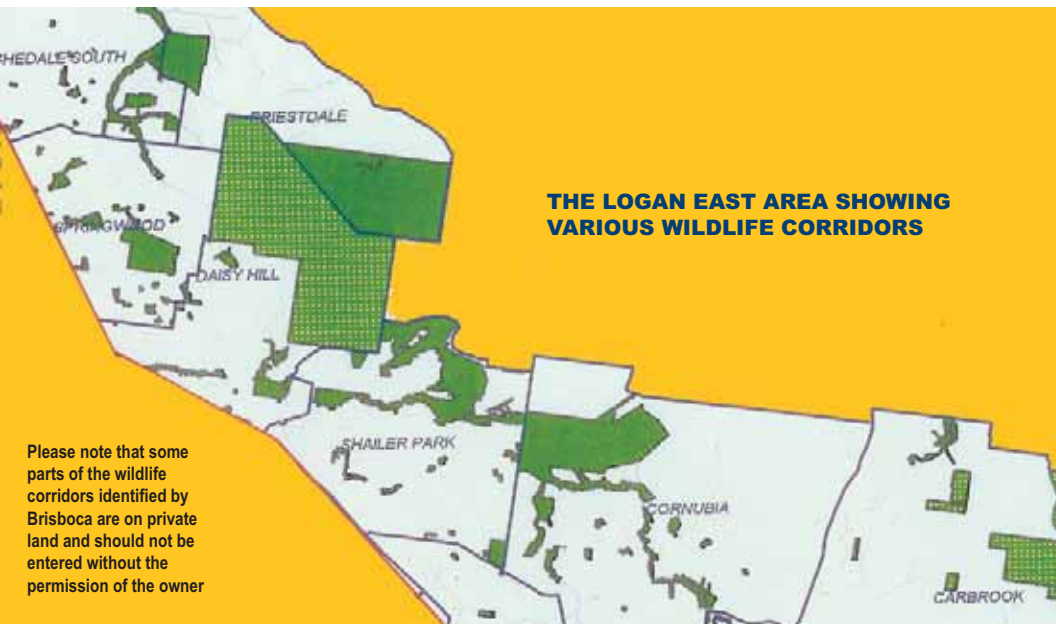 HEDALE SOUTH
PRIESTDALE
THE LOGAN EAST AREA SHOWING
VARIOUS WILDLIFE CORRIDORS
SPRINGWOOD
DAISY HILL
Please note that some
parts of the wildlife
corridors identified by
Brisboca are on private
land and should not be
entered without the
permission of the owner
SHAILER PARK
CORNUBIA
CARBROOK